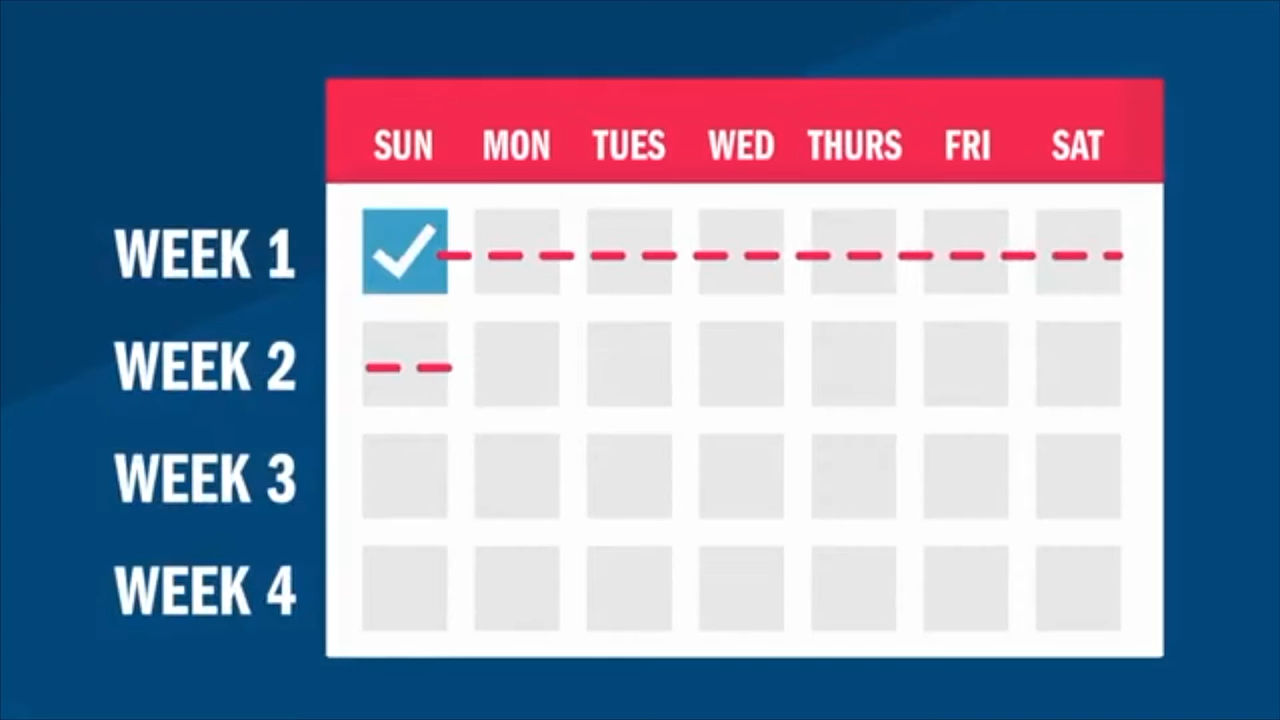 SUN MON TUES WED THURS FRI SAT
WEEK 1
WEEK 2
WEEK 3
WEEK 4